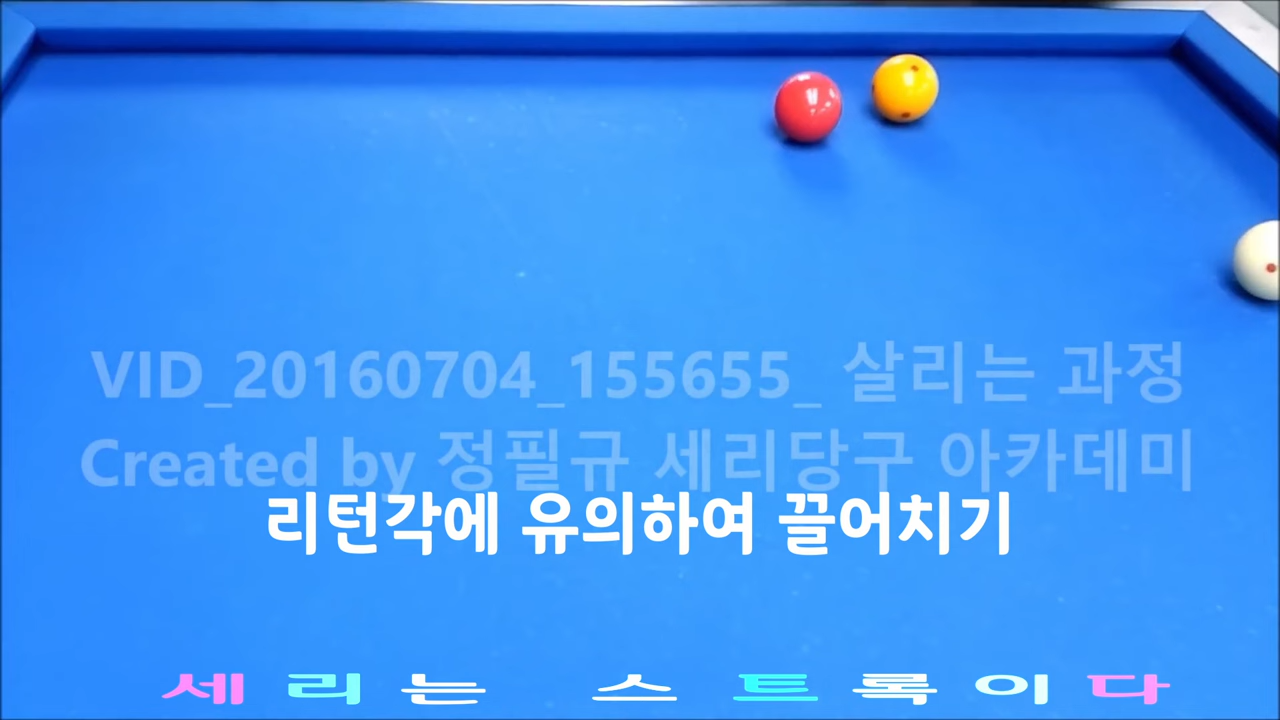 VID_20160704_155655_ 살리는 과정
Created by 정필규 세리당구 아카데미
리턴각에 유의하여 끌어치기
세리는 스트록이다